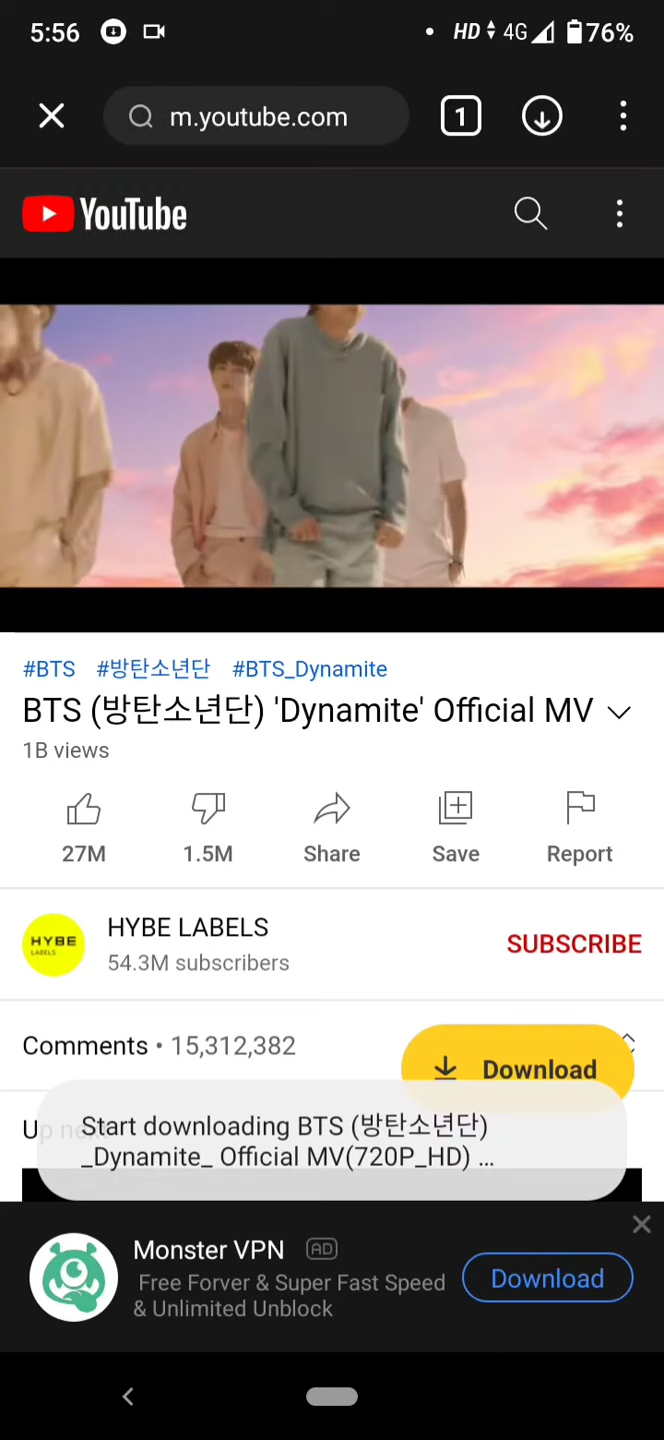 5:56 HD 4G 76%
m.youtube.com 1
YouTube
#BTS #방탄소년단 #BTS_Dynamite
BTS (방탄소년단) 'Dynamite' Official MV
1B views
27M 1.5M Share Save Report
HYBE LABELS
HYBE LABELS
54.3M subscribers
SUBSCRIBE
Comments • 15,312,382
Download
Up next
Start downloading BTS (방탄소년단)
_Dynamite_ Official MV(720P_HD) ...
Monster VPN AD
Free Forver & Super Fast Speed
& Unlimited Unblock
Download